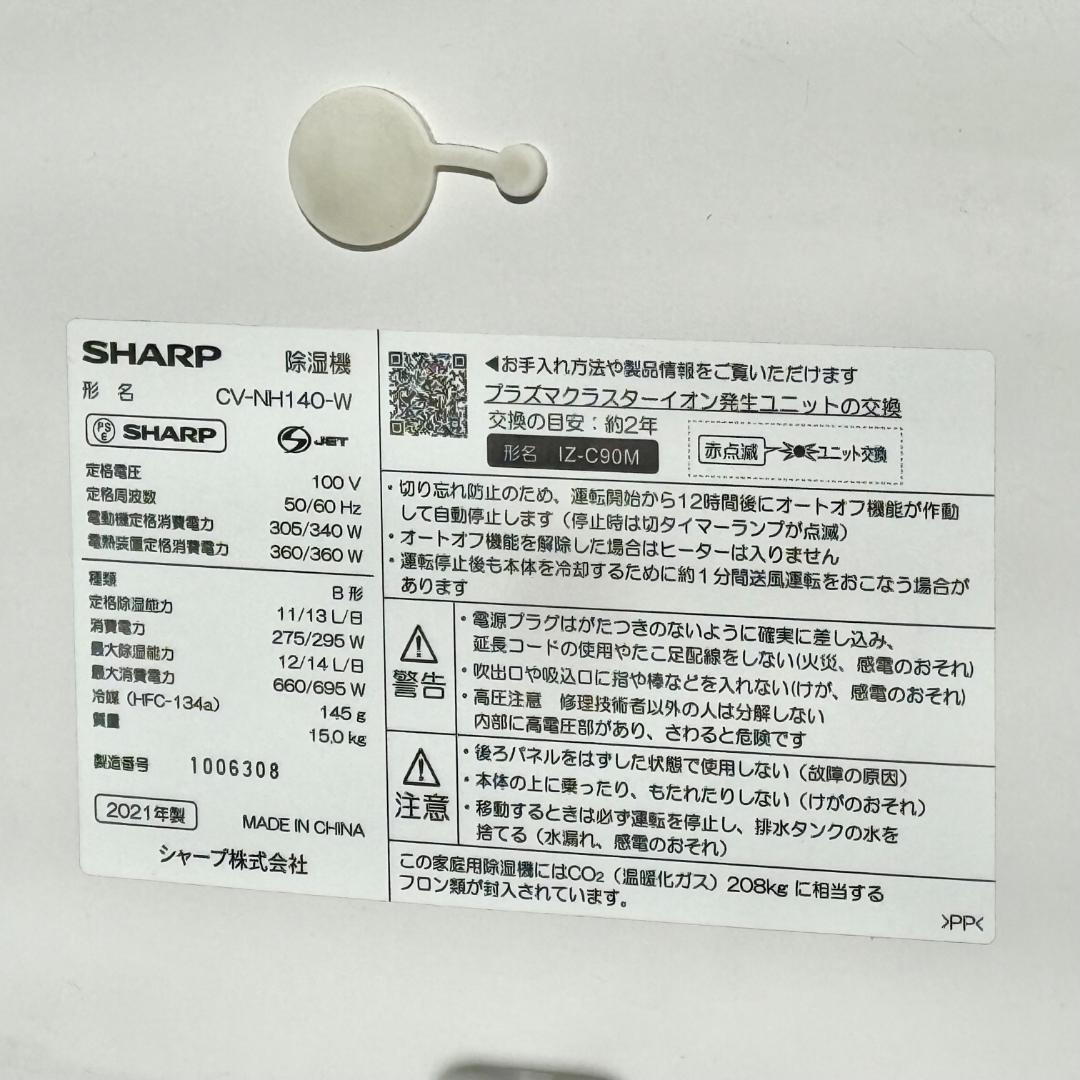 SHARP 除湿機
形 名 CV-NH140-W
PS E SHARP JET
定格電圧 100 V
定格周波数 50/60 Hz
電動機定格消費電力 305/340 W
電熱装置定格消費電力 360/360 W
種類 B 形
定格除湿能力 11/13 L/日
消費電力 275/295 W
最大除湿能力 12/14 L/日
最大消費電力 660/695 W
冷媒（HFC-134a） 145 g
質量 15.0 kg
製造番号 1006308
2021年製 MADE IN CHINA
シャープ株式会社
◀お手入れ方法や製品情報をご覧いただけます
プラズマクラスターイオン発生ユニットの交換
交換の目安：約2年
形名 IZ-C90M
赤点滅 ユニット交換
・切り忘れ防止のため、運転開始から12時間後にオートオフ機能が作動
して自動停止します（停止時は切タイマーランプが点滅）
・オートオフ機能を解除した場合はヒーターは入りません
・運転停止後も本体を冷却するために約1分間送風運転をおこなう場合が
あります
警告
・電源プラグはがたつきのないように確実に差し込み、
延長コードの使用やたこ足配線をしない(火災、感電のおそれ)
・吹出口や吸込口に指や棒などを入れない(けが、感電のおそれ)
・高圧注意 修理技術者以外の人は分解しない
内部に高電圧部があり、さわると危険です
注意
・後ろパネルをはずした状態で使用しない（故障の原因）
・本体の上に乗ったり、もたれたりしない（けがのおそれ）
・移動するときは必ず運転を停止し、排水タンクの水を
捨てる（水漏れ、感電のおそれ）
この家庭用除湿機にはCO₂（温暖化ガス）208kg に相当する
フロン類が封入されています。
>PP<